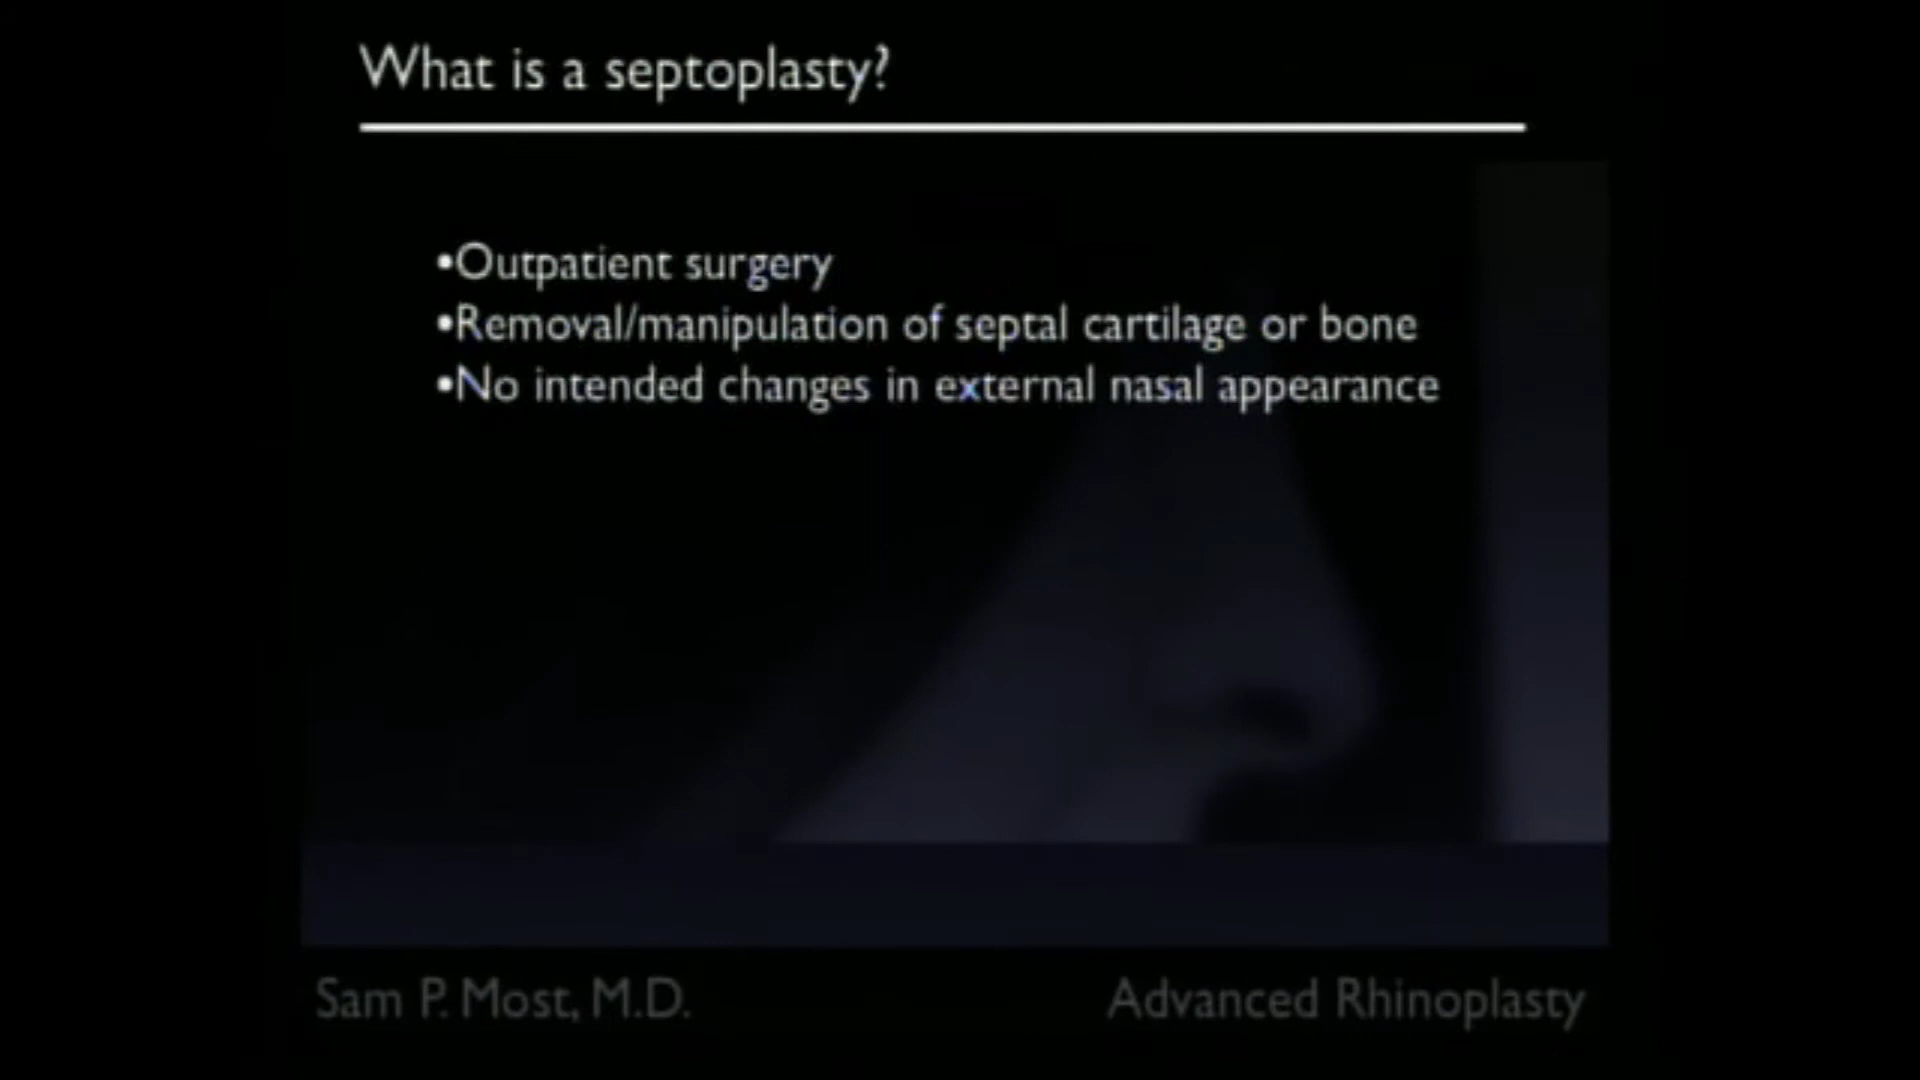 What is a septoplasty?
•Outpatient surgery
•Removal/manipulation of septal cartilage or bone
•No intended changes in external nasal appearance
Sam P. Most, M.D.
Advanced Rhinoplasty